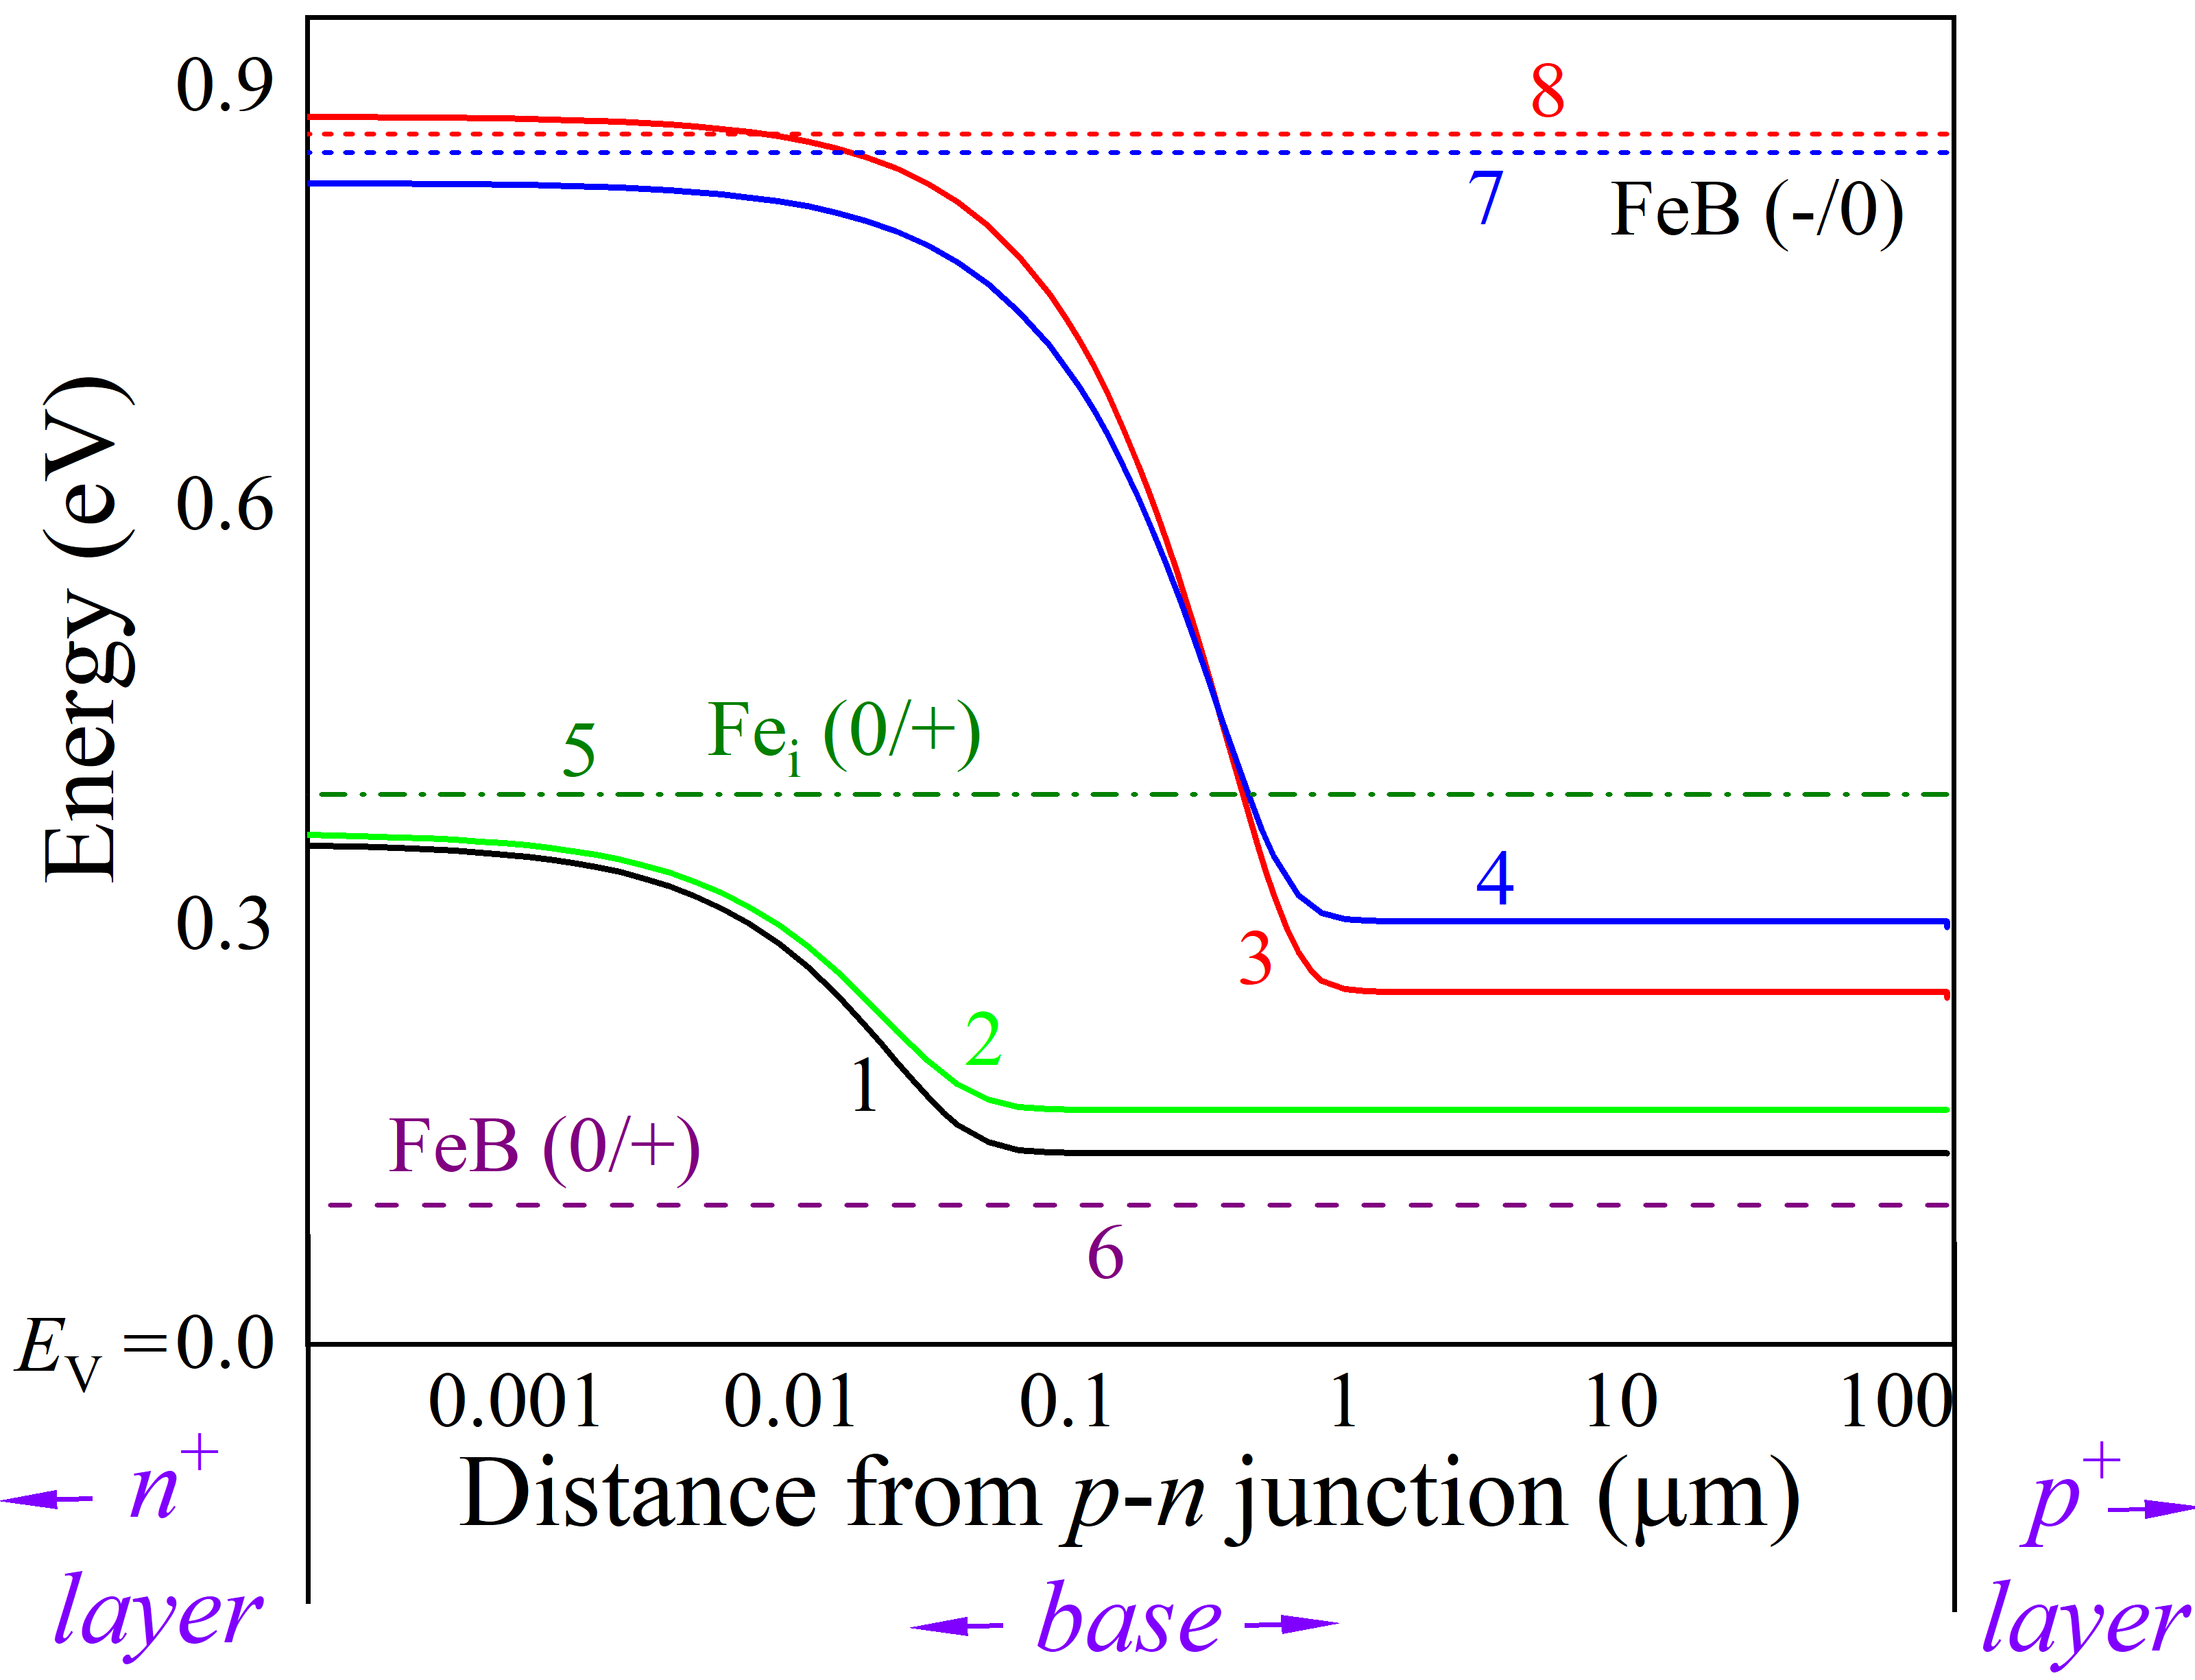 0.9
0.6
0.3
E_V = 0.0
Energy (eV)
8
7
FeB (-/0)
5
Fe_i (0/+)
4
3
2
1
FeB (0/+)
6
0.001 0.01 0.1 1 10 100
Distance from p-n junction (μm)
n⁺
layer
base
p⁺
layer